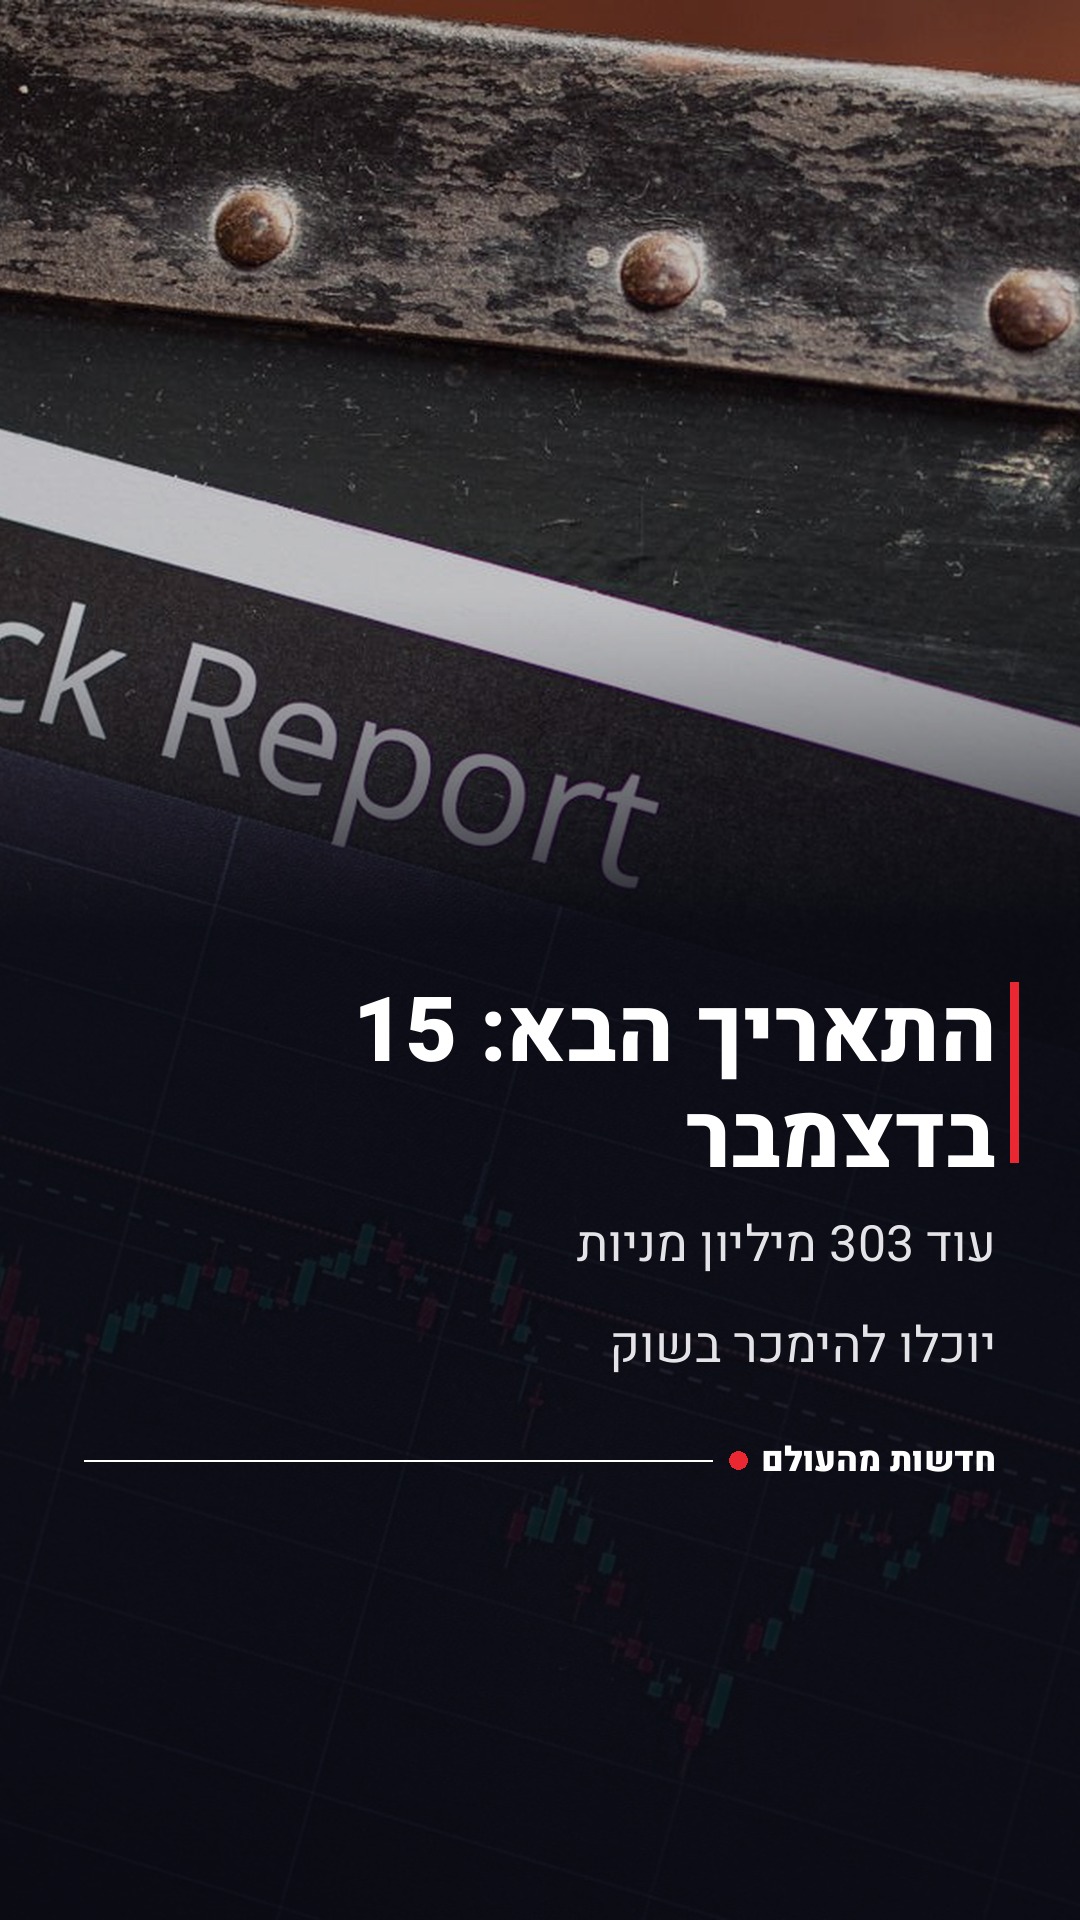 ck Report
התאריך הבא: 15
בדצמבר
עוד 303 מיליון מניות
יוכלו להימכר בשוק
חדשות מהעולם